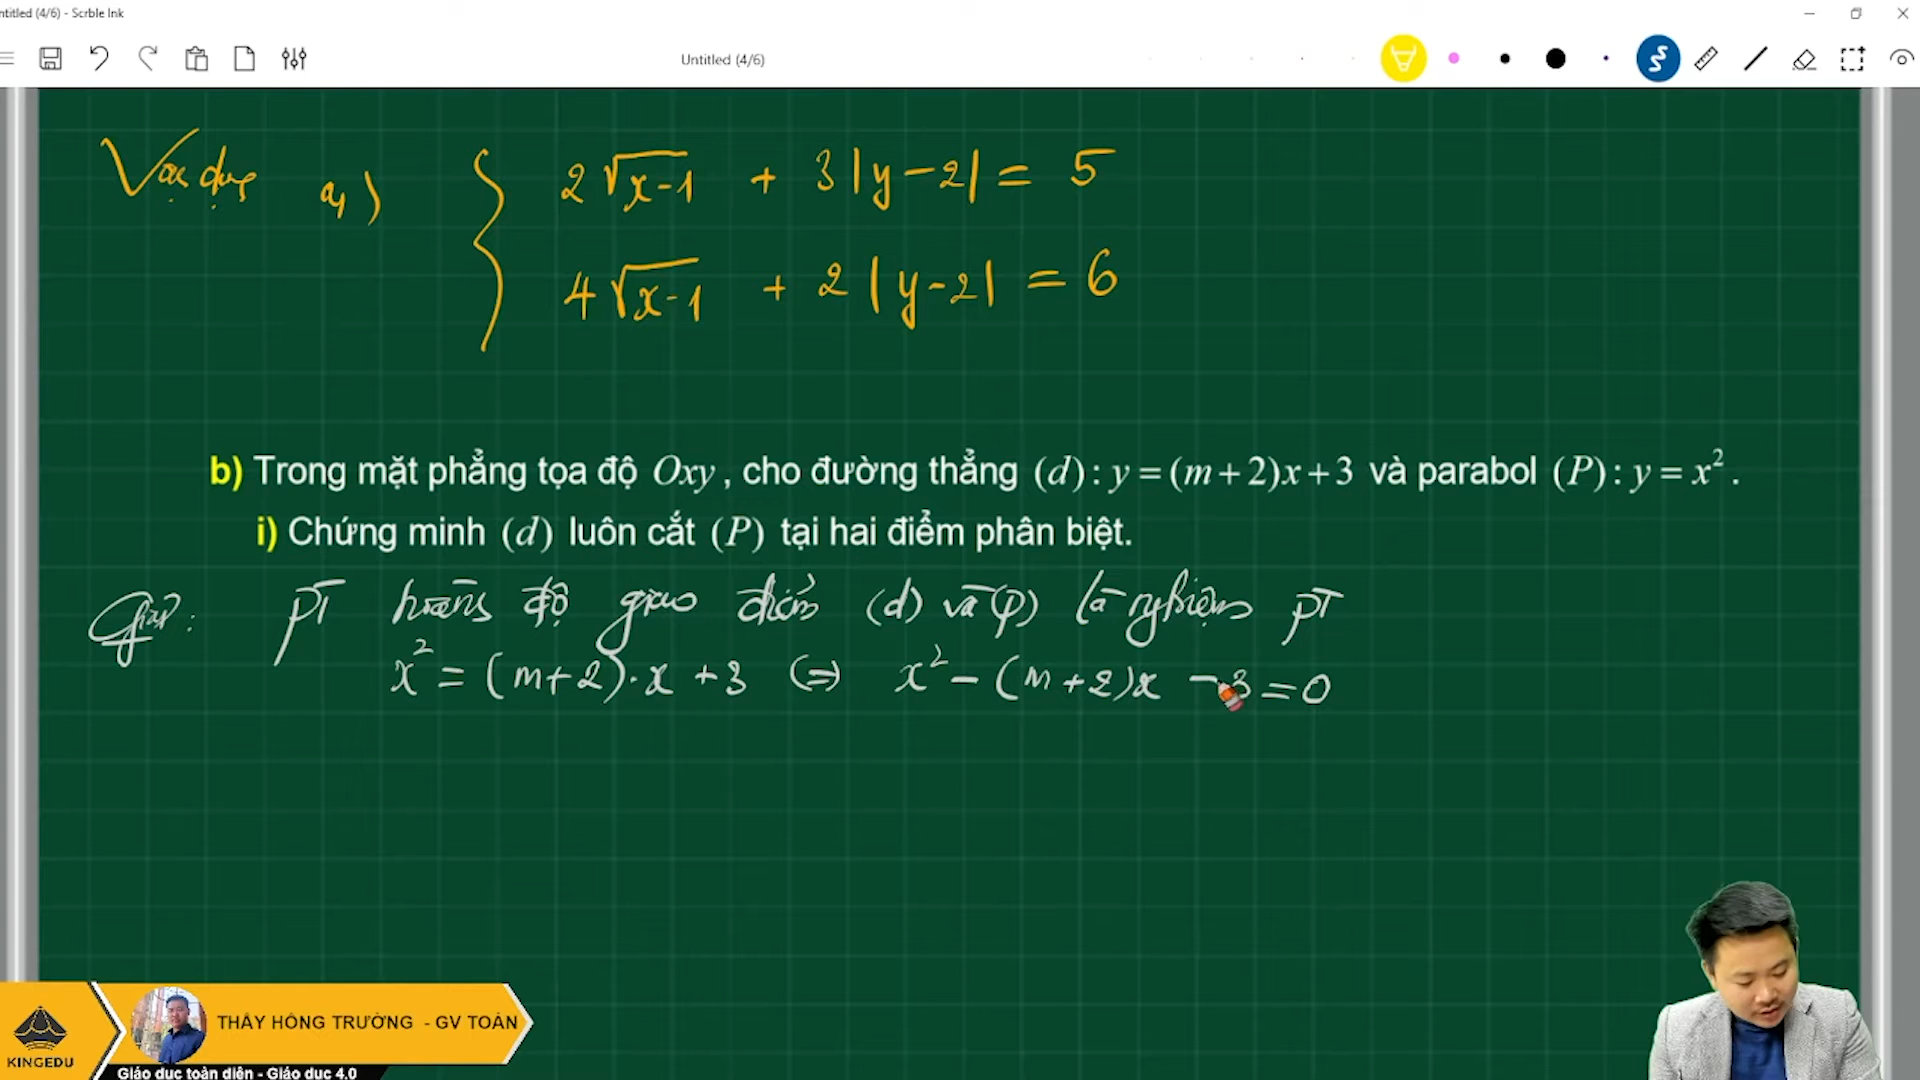 ntitled (4/6) - Scrble Ink
Untitled (4/6)
Vận dụng a,) 2√x-1 + 3|y-2| = 5
4√x-1 + 2|y-2| = 6
b) Trong mặt phẳng tọa độ Oxy, cho đường thẳng (d): y = (m+2)x+3 và parabol (P): y = x².
i) Chứng minh (d) luôn cắt (P) tại hai điểm phân biệt.
Giải: PT hoành độ giao điểm (d) và (P) là nghiệm PT
x² = (m+2).x +3 (=) x² - (m+2)x - 3 = 0
THẦY HỒNG TRƯỜNG - GV TOÁN
KINGEDU
Giáo dục toàn diện - Giáo dục 4.0